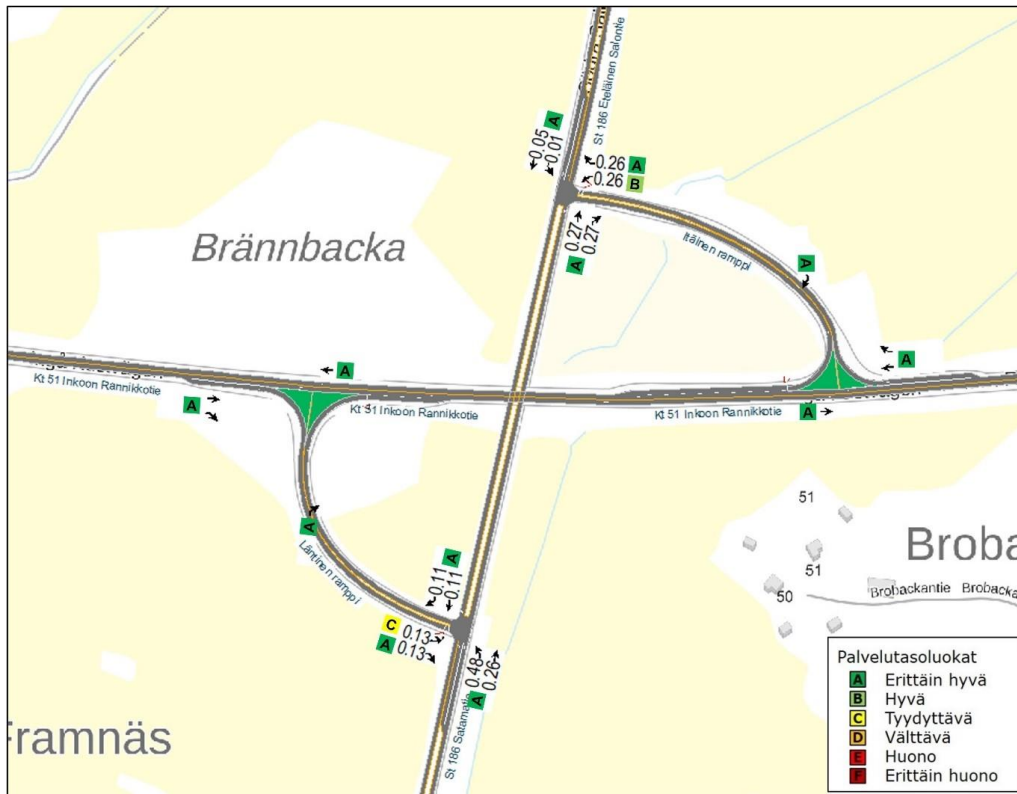 St 186 Eteläinen Salontie
0.05
0.01
A
0.26 A
0.26 B
0.27
0.27
A
Itäinen ramppi
A
Brännbacka
A
A
A
Kt 51 Inkoon Rannikkotie
Kt 51 Inkoon Rannikkotie
Kt 51 Inkoon Rannikkotie
A
51
A
Läntinen ramppi
0.11
0.11
A
51
50
Brobackantie
C 0.13
A 0.13
0.48
0.26
A
St 186 Satamatie
Palvelutasoluokat
A Erittäin hyvä
B Hyvä
C Tyydyttävä
D Välttävä
E Huono
F Erittäin huono